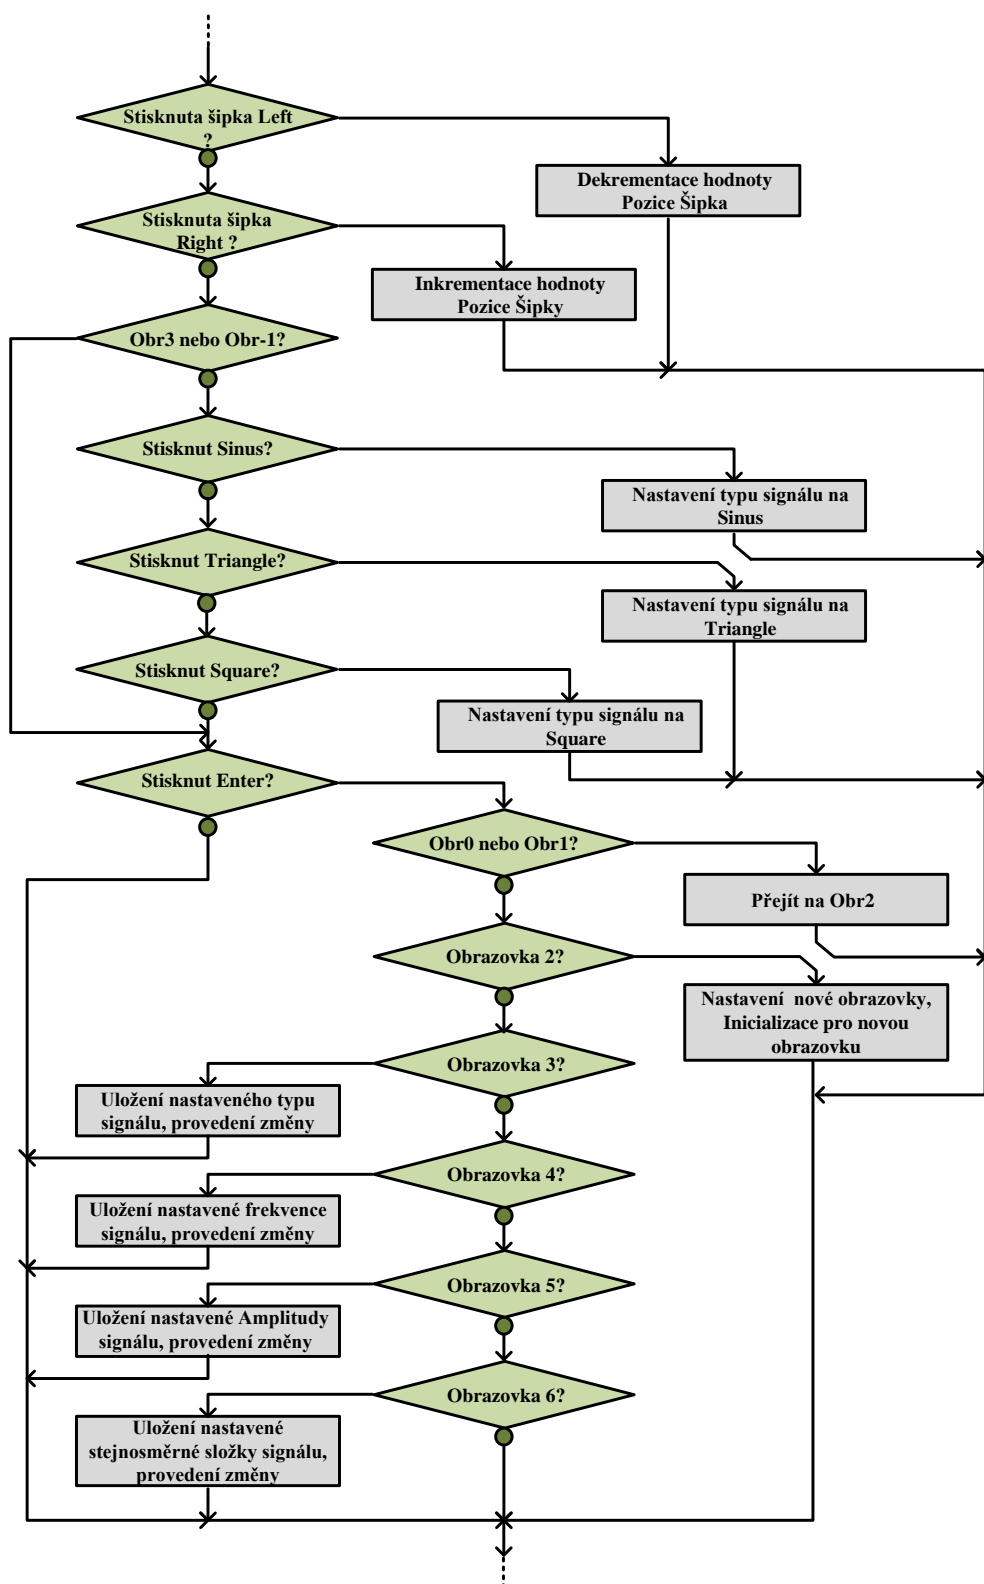 Stisknuta šipka Left
?
Dekrementace hodnoty
Pozice Šipka
Stisknuta šipka
Right ?
Inkrementace hodnoty
Pozice Šipky
Obr3 nebo Obr-1?
Stisknut Sinus?
Nastavení typu signálu na
Sinus
Stisknut Triangle?
Nastavení typu signálu na
Triangle
Stisknut Square?
Nastavení typu signálu na
Square
Stisknut Enter?
Obr0 nebo Obr1?
Přejít na Obr2
Obrazovka 2?
Nastavení  nové obrazovky,
Inicializace pro novou
obrazovku
Obrazovka 3?
Uložení nastaveného typu
signálu, provedení změny
Obrazovka 4?
Uložení nastavené frekvence
signálu, provedení změny
Obrazovka 5?
Uložení nastavené Amplitudy
signálu, provedení změny
Obrazovka 6?
Uložení nastavené
stejnosměrné složky signálu,
provedení změny